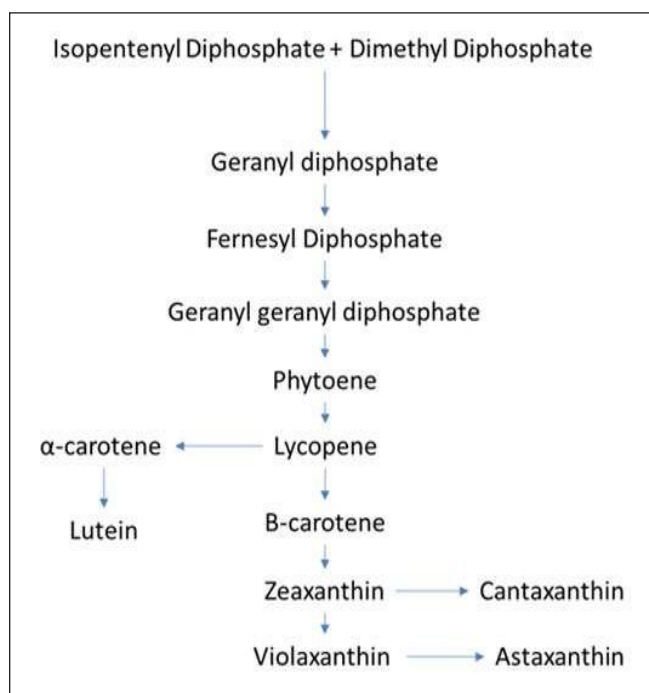 Isopentenyl Diphosphate + Dimethyl Diphosphate
Geranyl diphosphate
Fernesyl Diphosphate
Geranyl geranyl diphosphate
Phytoene
α-carotene Lycopene
Lutein B-carotene
Zeaxanthin Cantaxanthin
Violaxanthin Astaxanthin